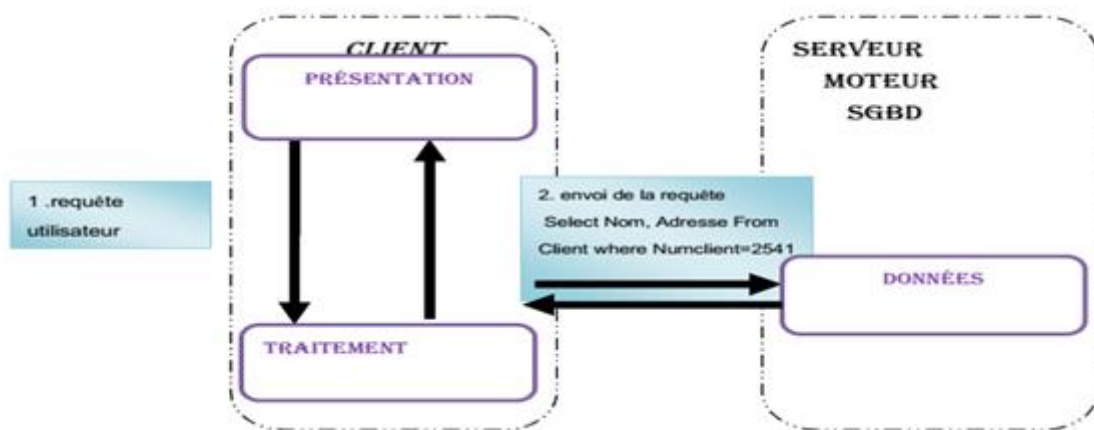 CLIENT
PRÉSENTATION
SERVEUR
MOTEUR
SGBD
1 .requête
utilisateur
2. envoi de la requête
Select Nom, Adresse From
Client where Numclient=2541
DONNÉES
TRAITEMENT